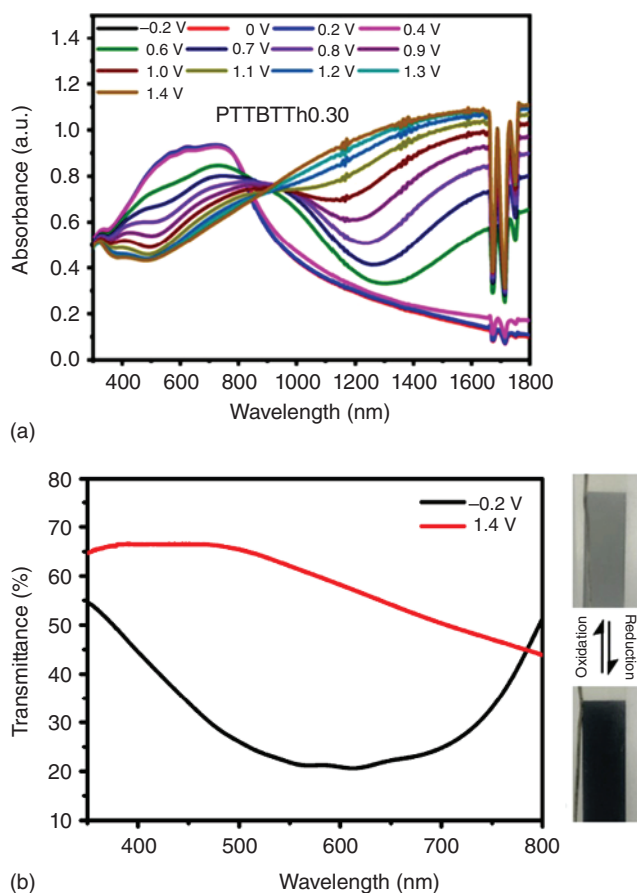 1.4
1.2
1.0
0.8
0.6
0.4
0.2
0.0
Absorbance (a.u.)
−0.2 V 0 V 0.2 V 0.4 V
0.6 V 0.7 V 0.8 V 0.9 V
1.0 V 1.1 V 1.2 V 1.3 V
1.4 V
PTTBTTh0.30
400 600 800 1000 1200 1400 1600 1800
Wavelength (nm)
(a)
80
70
60
50
40
30
20
10
Transmittance (%)
−0.2 V
1.4 V
400 500 600 700 800
Wavelength (nm)
(b)
Oxidation
Reduction